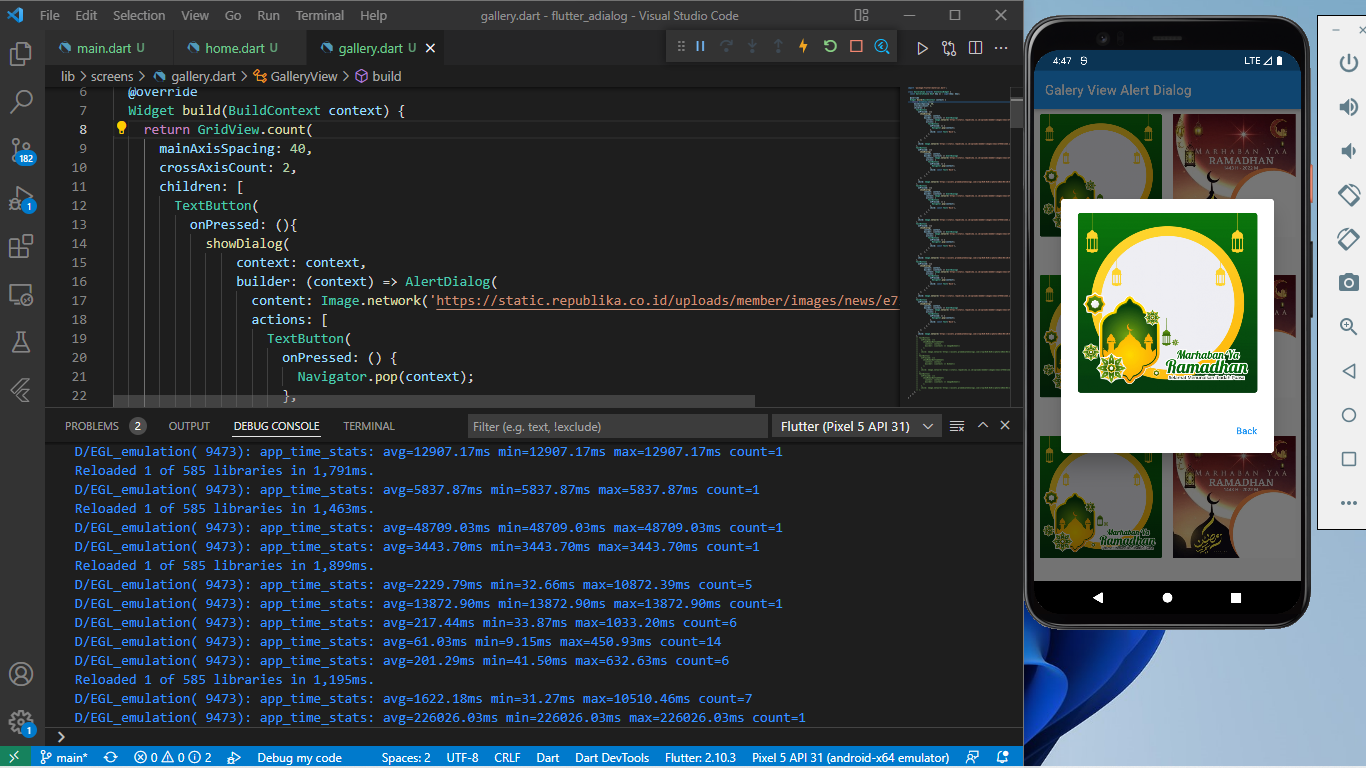 File Edit Selection View Go Run Terminal Help
gallery.dart - flutter_adialog - Visual Studio Code
main.dart U
home.dart U
gallery.dart U
lib > screens > gallery.dart > GalleryView > build
6 @override
7 Widget build(BuildContext context) {
8 return GridView.count(
9 mainAxisSpacing: 40,
10 crossAxisCount: 2,
11 children: [
12 TextButton(
13 onPressed: (){
14 showDialog(
15 context: context,
16 builder: (context) => AlertDialog(
17 content: Image.network('https://static.republika.co.id/uploads/member/images/news/e7
18 actions: [
19 TextButton(
20 onPressed: () {
21 Navigator.pop(context);
22 },
182
1
1
PROBLEMS 2 OUTPUT DEBUG CONSOLE TERMINAL
Filter (e.g. text, !exclude)
Flutter (Pixel 5 API 31)
D/EGL_emulation( 9473): app_time_stats: avg=12907.17ms min=12907.17ms max=12907.17ms count=1
Reloaded 1 of 585 libraries in 1,791ms.
D/EGL_emulation( 9473): app_time_stats: avg=5837.87ms min=5837.87ms max=5837.87ms count=1
Reloaded 1 of 585 libraries in 1,463ms.
D/EGL_emulation( 9473): app_time_stats: avg=48709.03ms min=48709.03ms max=48709.03ms count=1
D/EGL_emulation( 9473): app_time_stats: avg=3443.70ms min=3443.70ms max=3443.70ms count=1
Reloaded 1 of 585 libraries in 1,899ms.
D/EGL_emulation( 9473): app_time_stats: avg=2229.79ms min=32.66ms max=10872.39ms count=5
D/EGL_emulation( 9473): app_time_stats: avg=13872.90ms min=13872.90ms max=13872.90ms count=1
D/EGL_emulation( 9473): app_time_stats: avg=217.44ms min=33.87ms max=1033.20ms count=6
D/EGL_emulation( 9473): app_time_stats: avg=61.03ms min=9.15ms max=450.93ms count=14
D/EGL_emulation( 9473): app_time_stats: avg=201.29ms min=41.50ms max=632.63ms count=6
Reloaded 1 of 585 libraries in 1,195ms.
D/EGL_emulation( 9473): app_time_stats: avg=1622.18ms min=31.27ms max=10510.46ms count=7
D/EGL_emulation( 9473): app_time_stats: avg=226026.03ms min=226026.03ms max=226026.03ms count=1
main* 0 0 2 Debug my code Spaces: 2 UTF-8 CRLF Dart Dart DevTools Flutter: 2.10.3 Pixel 5 API 31 (android-x64 emulator)
4:47 LTE
Galery View Alert Dialog
MARHABAN YAA
RAMADHAN
Marhaban Ya
Ramadhan
Selamat Menunaikan Ibadah Puasa
Back
MARHABAN YAA
RAMADHAN
Marhaban Ya
Ramadhan